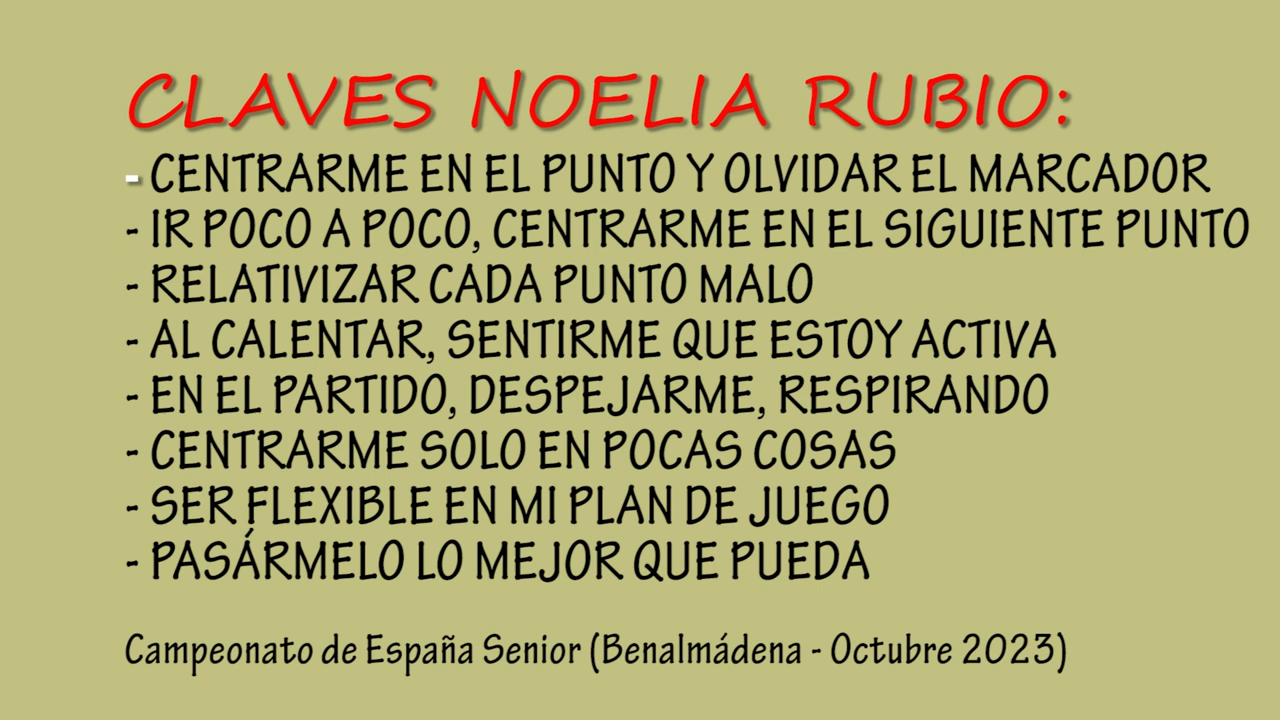 CLAVES NOELIA RUBIO:
- CENTRARME EN EL PUNTO Y OLVIDAR EL MARCADOR
- IR POCO A POCO, CENTRARME EN EL SIGUIENTE PUNTO
- RELATIVIZAR CADA PUNTO MALO
- AL CALENTAR, SENTIRME QUE ESTOY ACTIVA
- EN EL PARTIDO, DESPEJARME, RESPIRANDO
- CENTRARME SOLO EN POCAS COSAS
- SER FLEXIBLE EN MI PLAN DE JUEGO
- PASÁRMELO LO MEJOR QUE PUEDA
Campeonato de España Senior (Benalmádena - Octubre 2023)